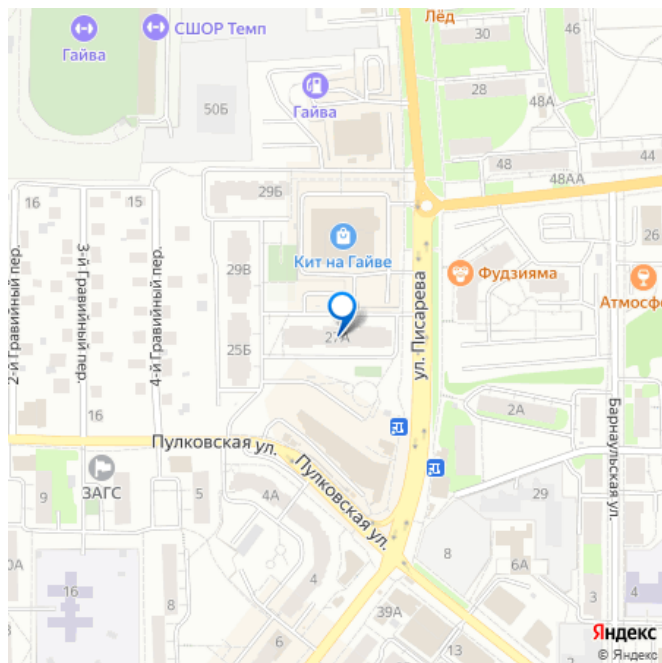 Лёд
30
46
СШОР Темп
Гайва
50Б
28
48А
Гайва
48
44
48АА
29Б
16
15
26
Кит на Гайве
Фудзияма
Атмосф
29В
2-й Гравийный пер.
3-й Гравийный пер.
4-й Гравийный пер.
ул. Писарева
25Б
27А
2А
16
Барнаульская ул.
Пулковская ул.
Пулковская ул.
ЗАГС
9
5
4А
29
8
6А
0А
16
4
3
4
8
39А
6
13
Яндекс
© Яндекс